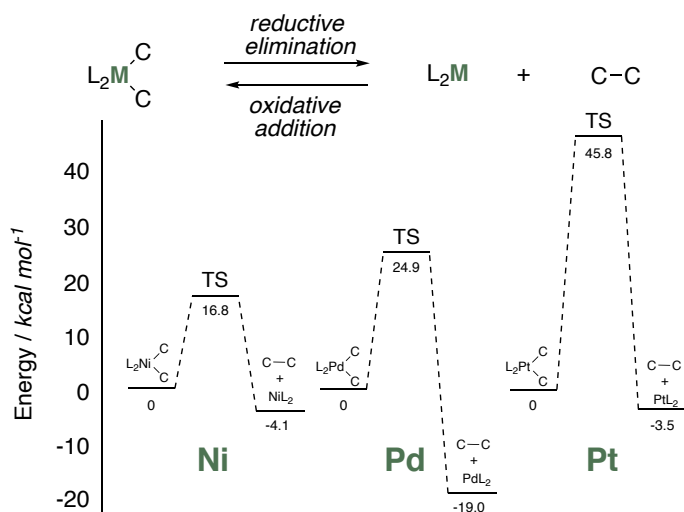 reductive
elimination
L₂M
C
C
L₂M + C–C
oxidative
addition
Energy / kcal mol⁻¹
40
30
20
10
0
-10
-20
TS
16.8
L₂Ni
C
C
0
C–C
+
NiL₂
-4.1
Ni
TS
24.9
L₂Pd
C
C
0
C–C
+
PdL₂
-19.0
Pd
TS
45.8
L₂Pt
C
C
0
C–C
+
PtL₂
-3.5
Pt